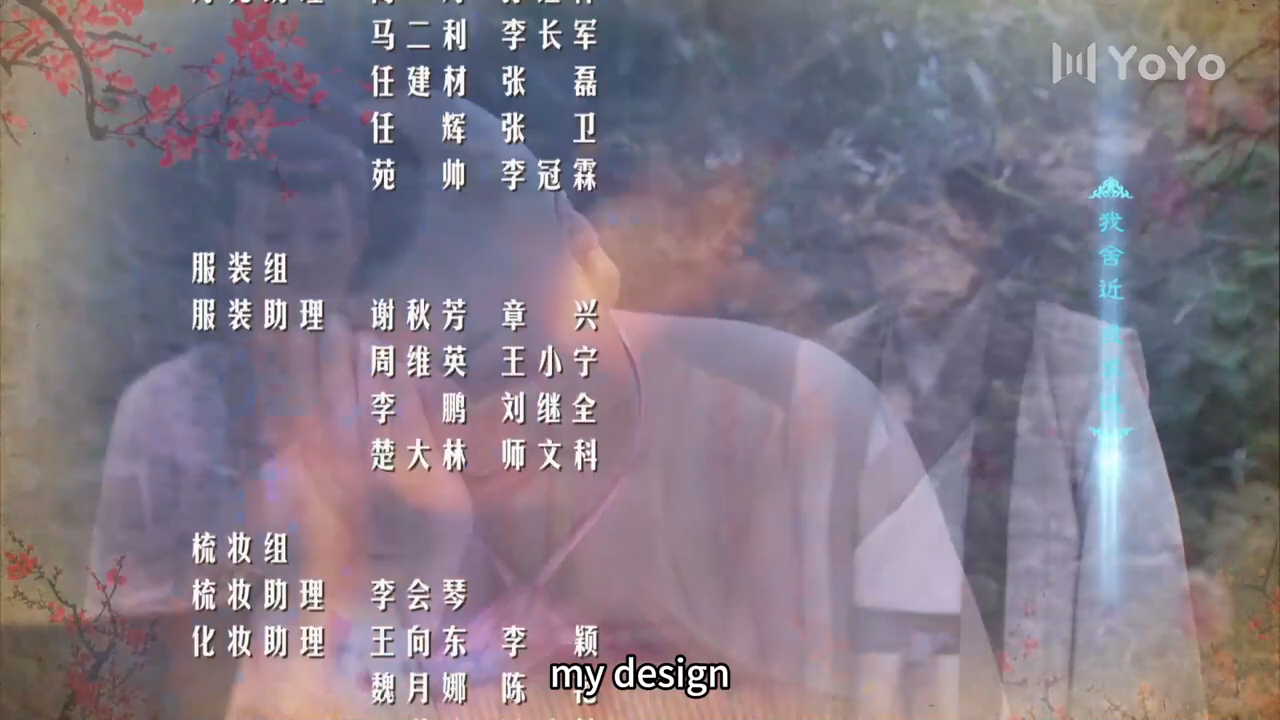 马二利 李长军
任建材 张磊
任辉 张卫
苑帅 李冠霖
服装组
服装助理 谢秋芳 章兴
周维英 王小宁
李鹏 刘继全
楚大林 师文科
梳妆组
梳妆助理 李会琴
化妆助理 王向东 李颖
魏月娜 陈
my design
YoYo
我舍近